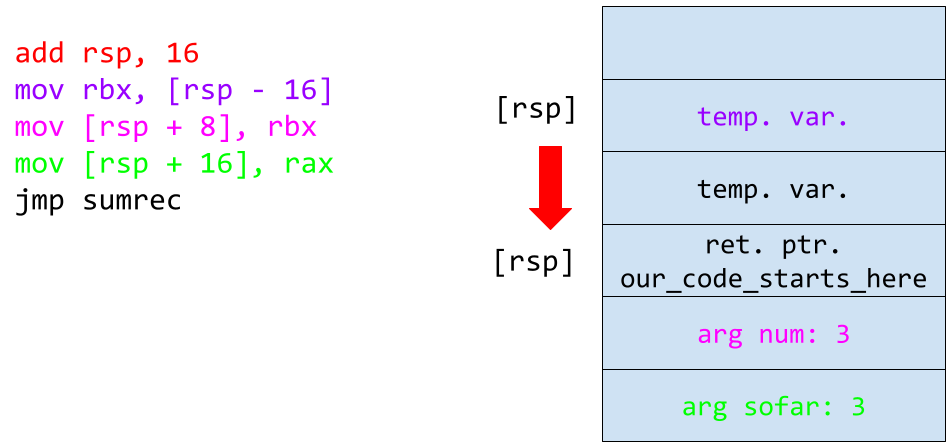 add rsp, 16
mov rbx, [rsp - 16]
mov [rsp + 8], rbx
mov [rsp + 16], rax
jmp sumrec
[rsp]
[rsp]
temp. var.
temp. var.
ret. ptr.
our_code_starts_here
arg num: 3
arg sofar: 3